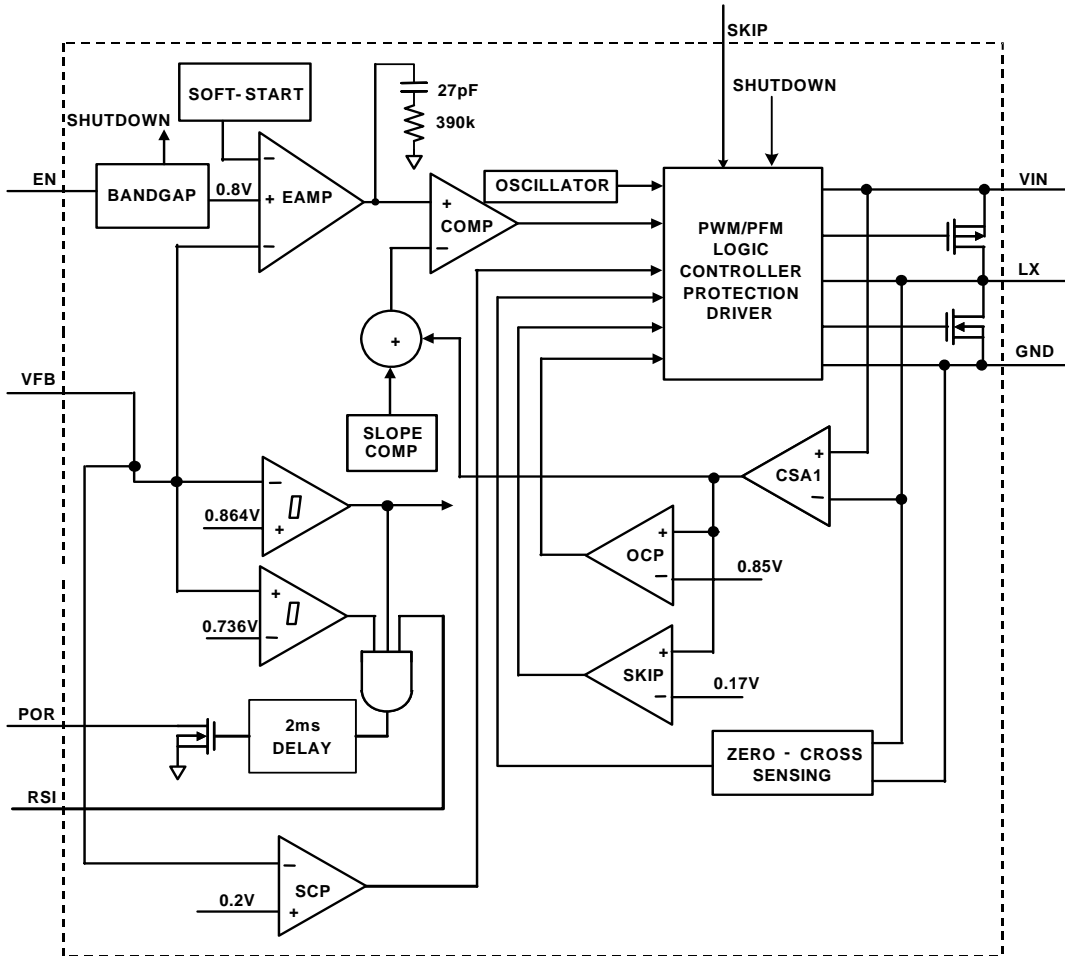 SKIP
SOFT-START
27pF
390k
SHUTDOWN
SHUTDOWN
EN
BANDGAP
0.8V
−
+
−
EAMP
+
−
COMP
OSCILLATOR
PWM/PFM
LOGIC
CONTROLLER
PROTECTION
DRIVER
VIN
LX
GND
+
VFB
SLOPE
COMP
+
−
CSA1
−
+
0.864V
+
−
OCP
0.85V
+
−
0.736V
+
−
SKIP
0.17V
POR
2ms
DELAY
ZERO - CROSS
SENSING
RSI
−
+
SCP
0.2V